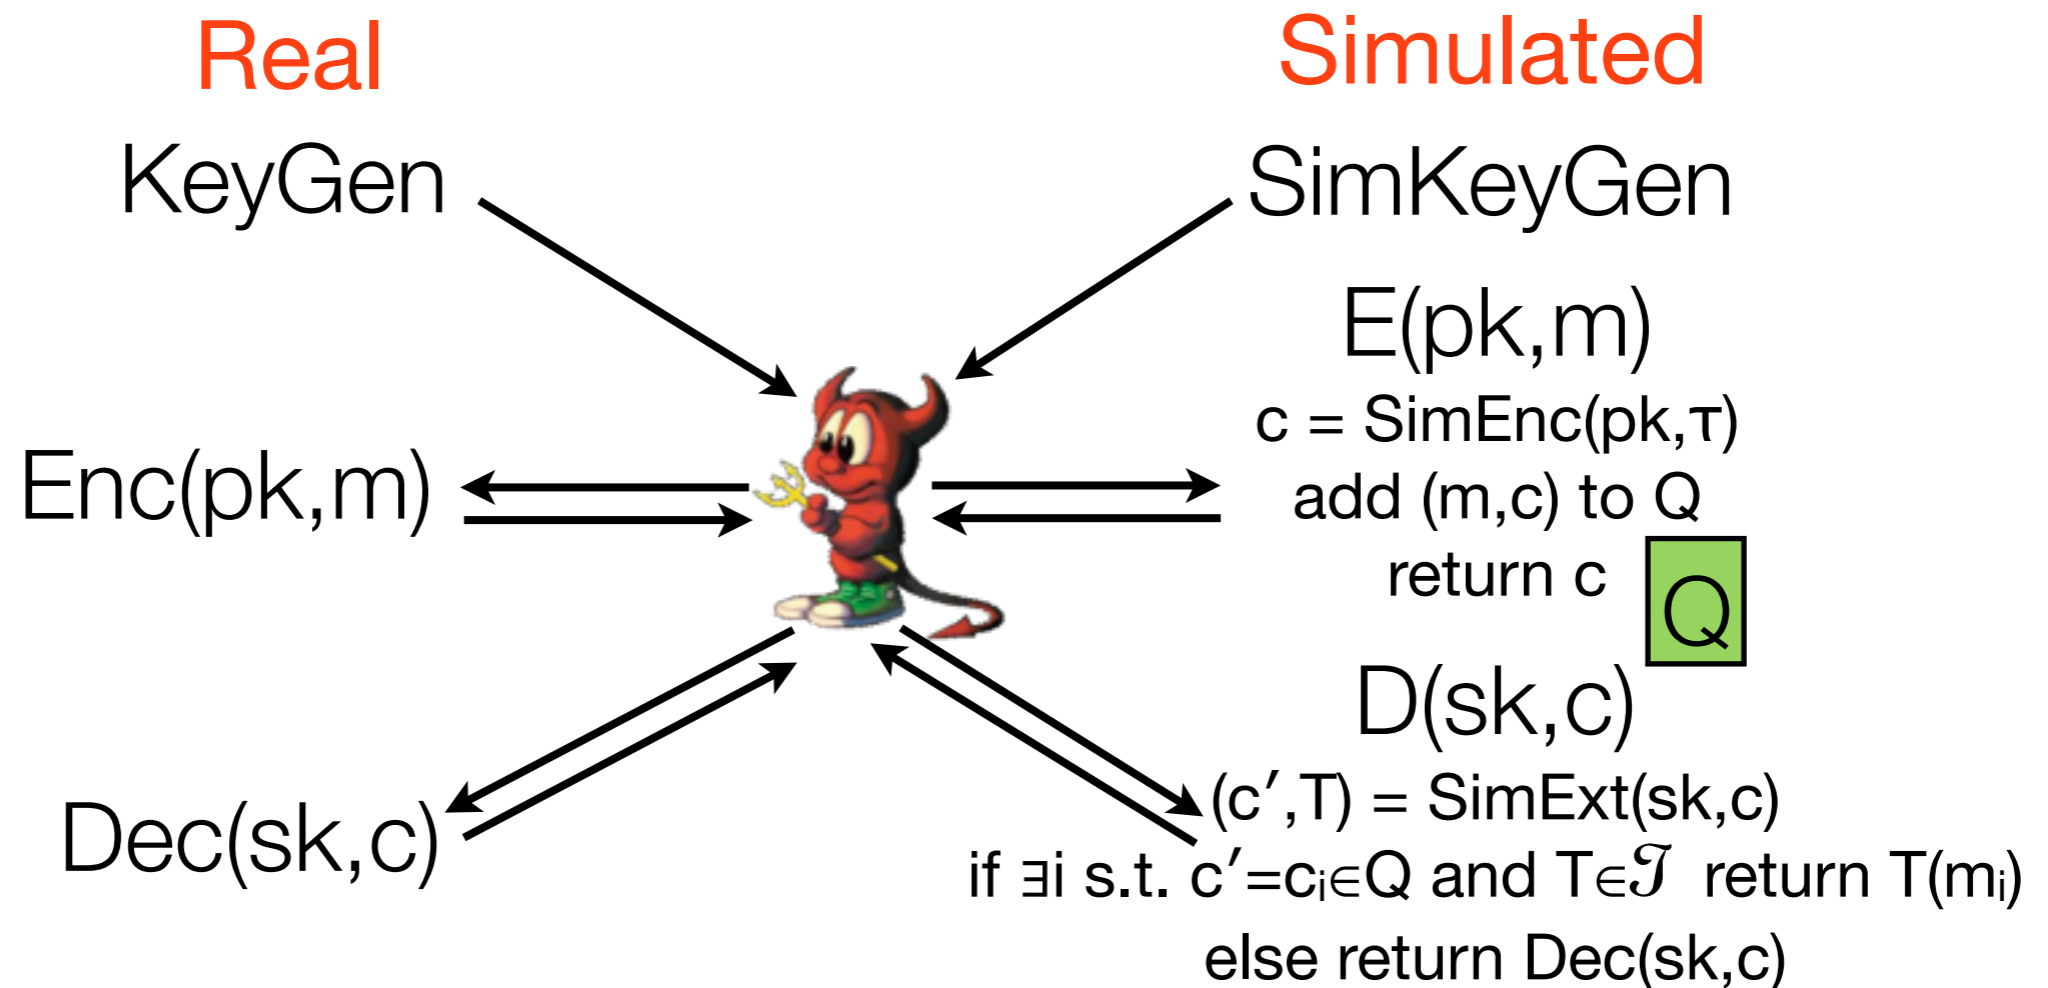 Real
KeyGen
Enc(pk,m)
Dec(sk,c)
Simulated
SimKeyGen
E(pk,m)
c = SimEnc(pk,τ)
add (m,c) to Q
return c
Q
D(sk,c)
(c′,T) = SimExt(sk,c)
if ∃i s.t. c′=cᵢ∈Q and T∈𝒯 return T(mᵢ)
else return Dec(sk,c)